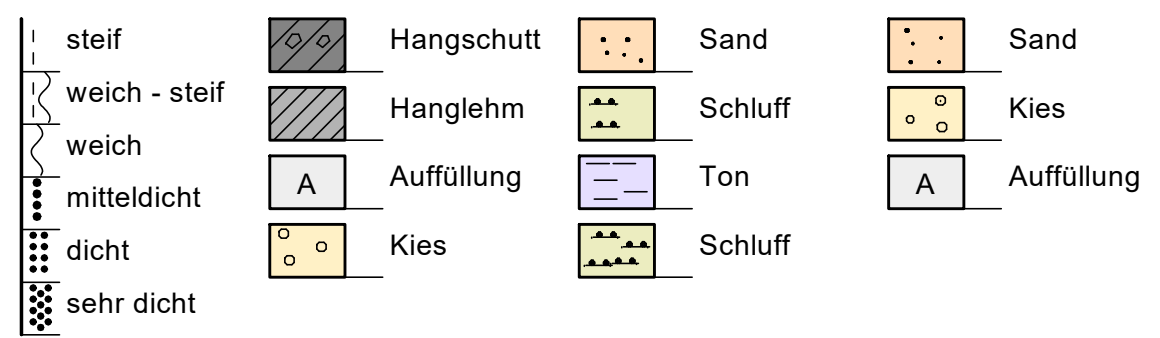 steif
weich - steif
weich
mitteldicht
dicht
sehr dicht
Hangschutt
Hanglehm
A Auffüllung
Kies
Sand
Schluff
Ton
Schluff
Sand
Kies
A Auffüllung